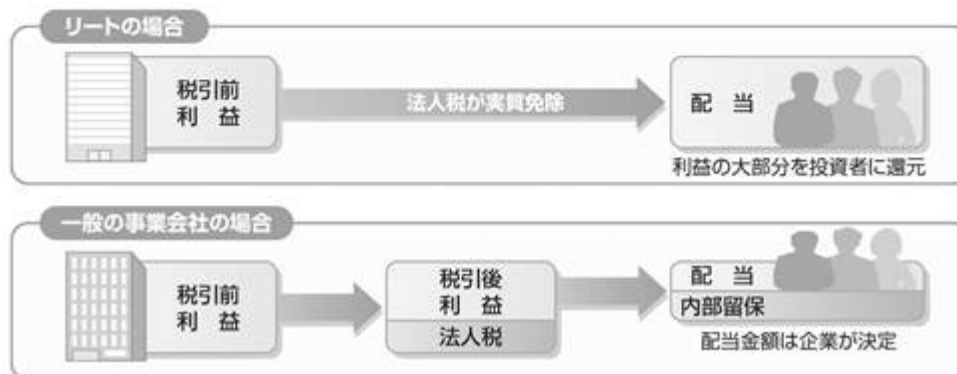 リートの場合
税引前
利　益
法人税が実質免除
配　当
利益の大部分を投資者に還元
一般の事業会社の場合
税引前
利　益
税引後
利　益
法人税
配　当
内部留保
配当金額は企業が決定